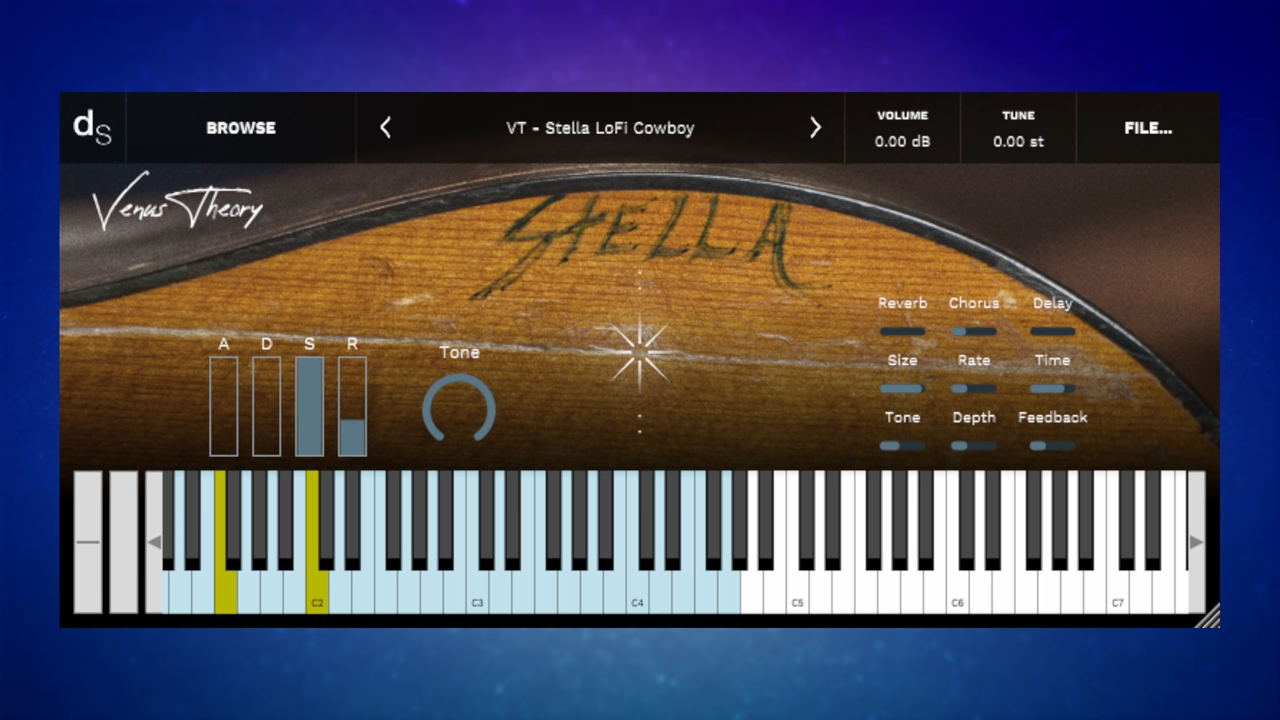 ds
BROWSE
VT - Stella LoFi Cowboy
VOLUME
0.00 dB
TUNE
0.00 st
FILE...
Venus Theory
STELLA
A D S R
Tone
Reverb Chorus Delay
Size Rate Time
Tone Depth Feedback
C2 C3 C4 C5 C6 C7